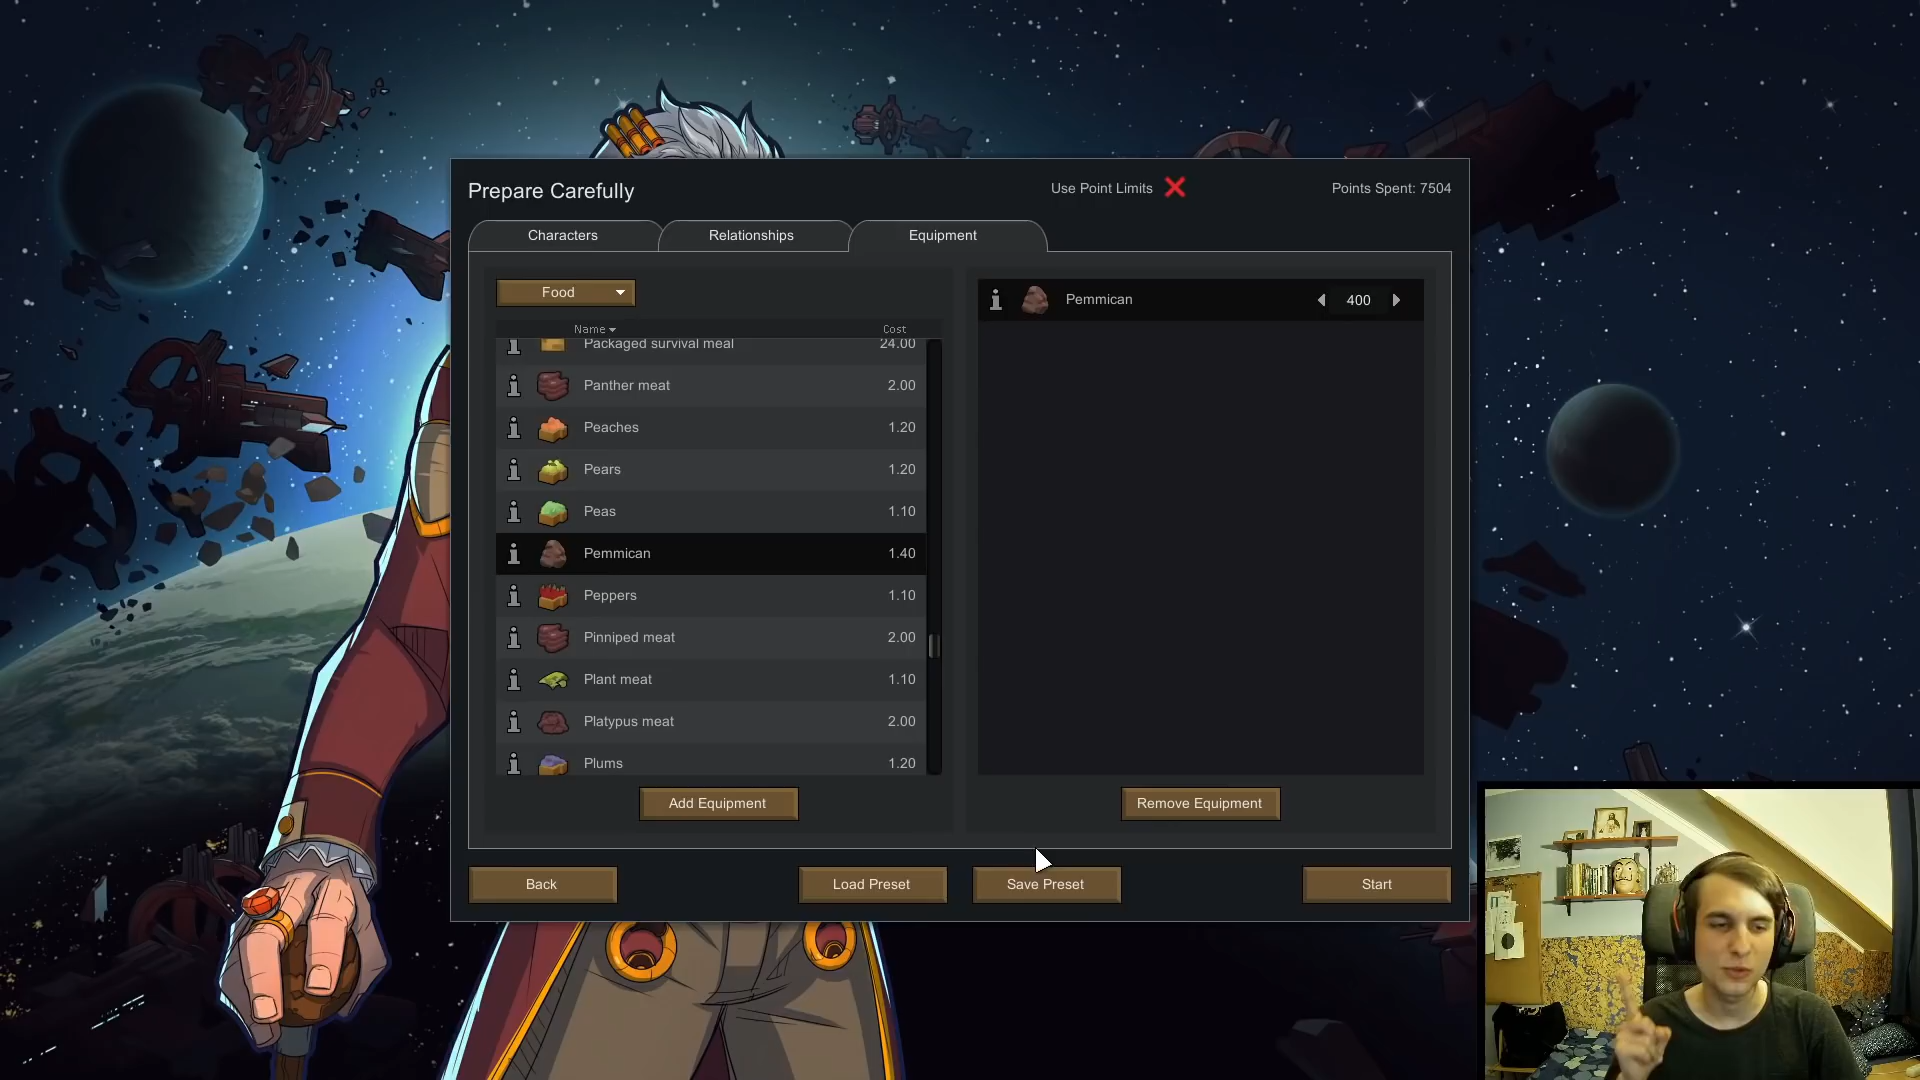 Prepare Carefully
Use Point Limits
Points Spent: 7504
Characters
Relationships
Equipment
Food
Name
Cost
Packaged survival meal 24.00
Panther meat 2.00
Peaches 1.20
Pears 1.20
Peas 1.10
Pemmican 1.40
Peppers 1.10
Pinniped meat 2.00
Plant meat 1.10
Platypus meat 2.00
Plums 1.20
Add Equipment
Pemmican 400
Remove Equipment
Back
Load Preset
Save Preset
Start